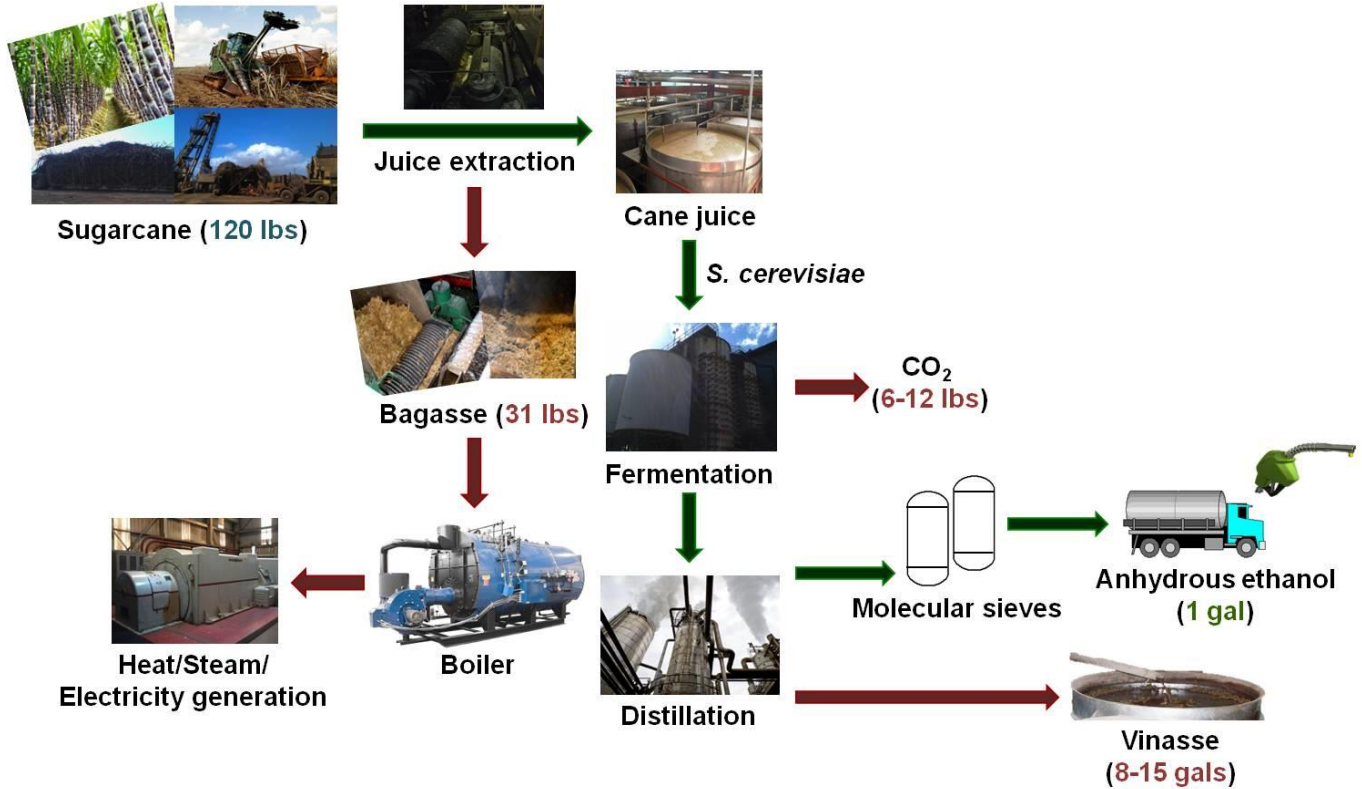 Sugarcane (120 lbs)
Juice extraction
Cane juice
S. cerevisiae
Bagasse (31 lbs)
CO₂
(6-12 lbs)
Fermentation
Molecular sieves
Anhydrous ethanol
(1 gal)
Heat/Steam/
Electricity generation
Boiler
Distillation
Vinasse
(8-15 gals)